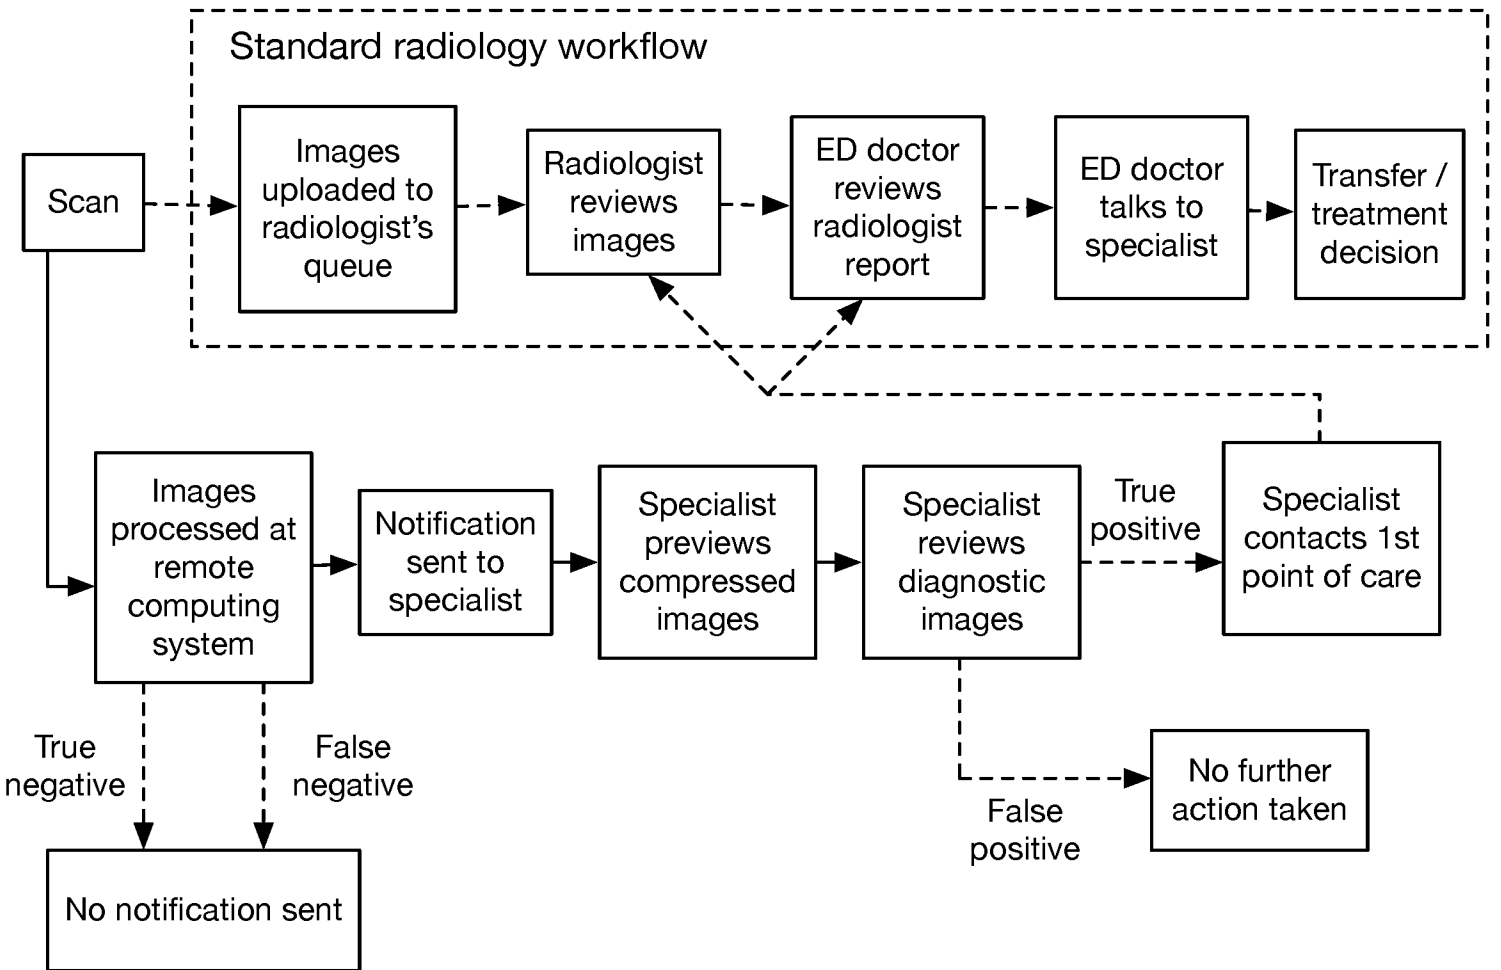 Standard radiology workflow
Scan
Images
uploaded to
radiologist's
queue
Radiologist
reviews
images
ED doctor
reviews
radiologist
report
ED doctor
talks to
specialist
Transfer /
treatment
decision
Images
processed at
remote
computing
system
Notification
sent to
specialist
Specialist
previews
compressed
images
Specialist
reviews
diagnostic
images
True
positive
Specialist
contacts 1st
point of care
True
negative
False
negative
No notification sent
False
positive
No further
action taken